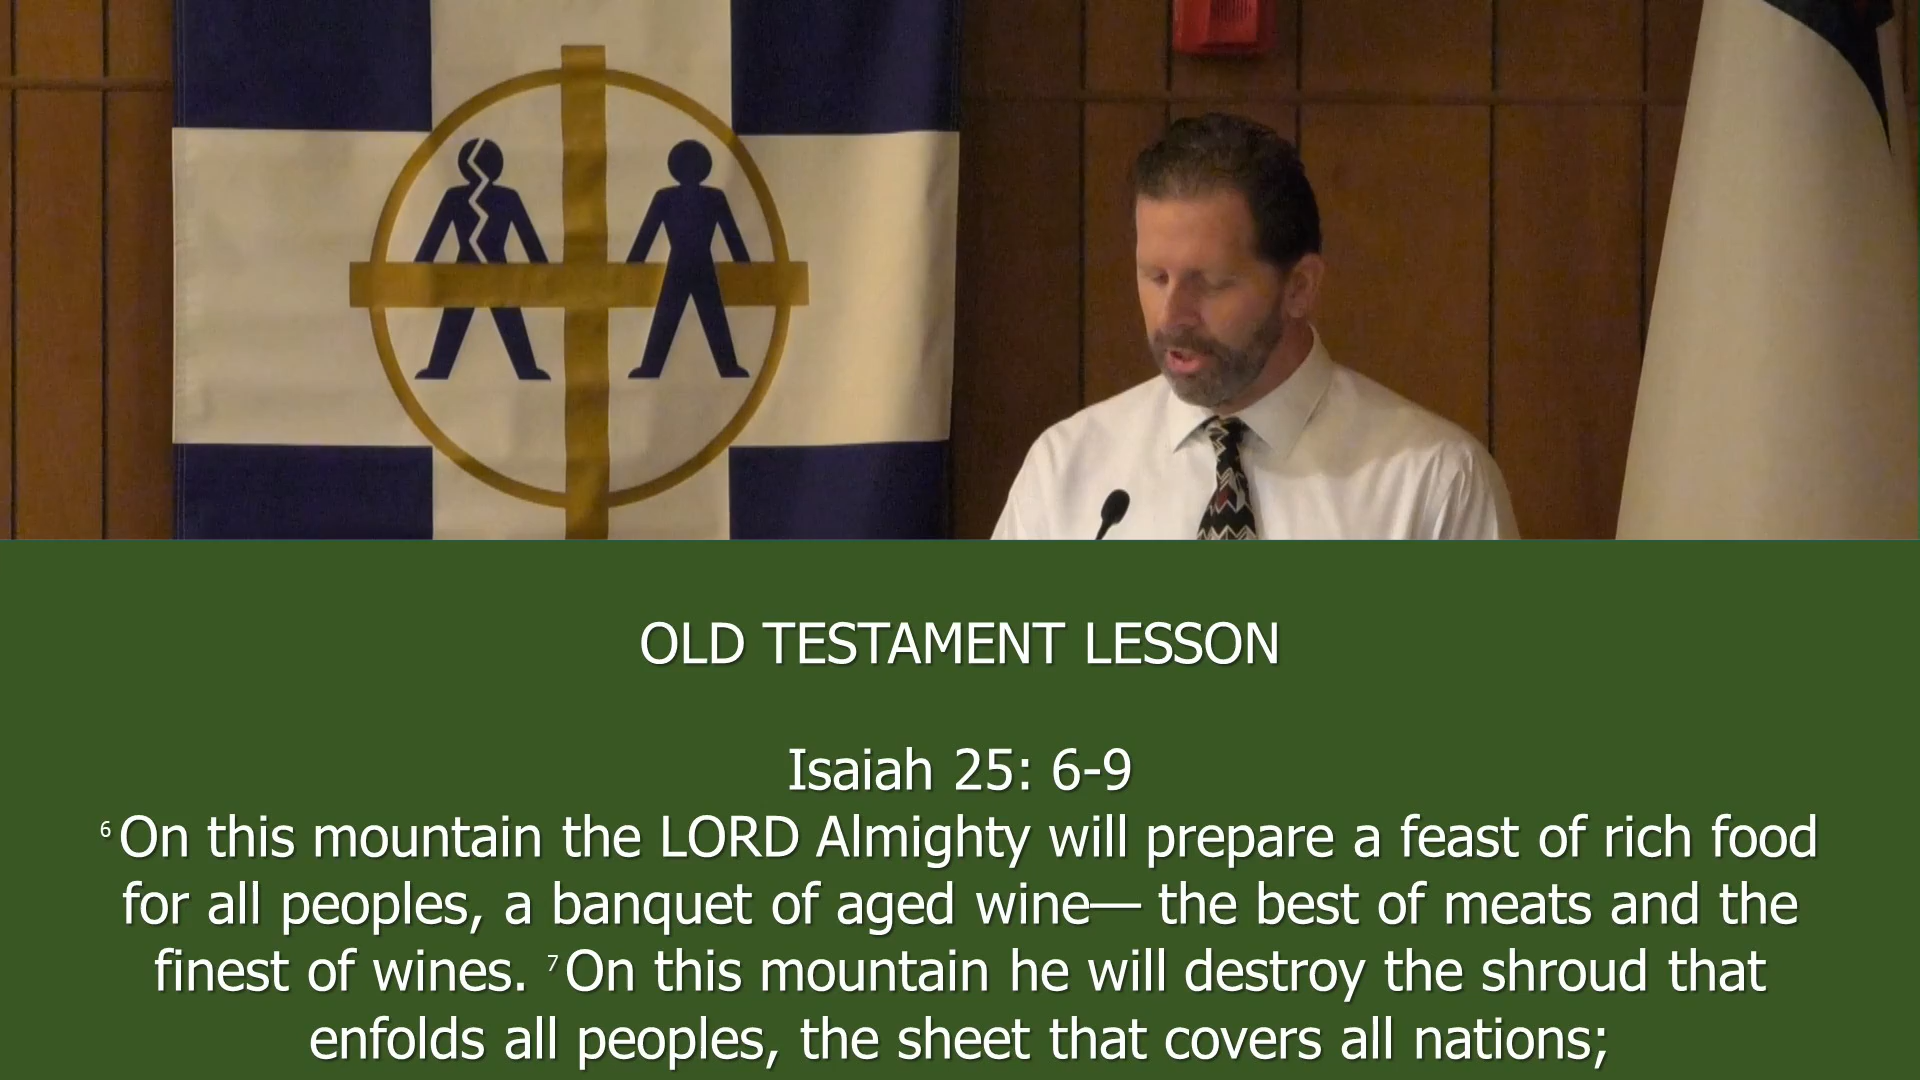 OLD TESTAMENT LESSON
Isaiah 25: 6-9
6 On this mountain the LORD Almighty will prepare a feast of rich food
for all peoples, a banquet of aged wine— the best of meats and the
finest of wines. 7 On this mountain he will destroy the shroud that
enfolds all peoples, the sheet that covers all nations;